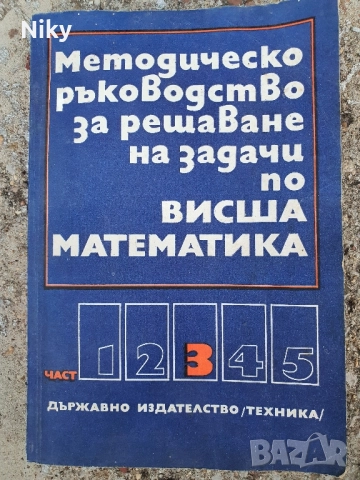 Niky
Методическо
ръководство
за решаване
на задачи
по
ВИСША
МАТЕМАТИКА
ЧАСТ 1 2 3 4 5
ДЪРЖАВНО ИЗДАТЕЛСТВО /ТЕХНИКА/
BAZAR